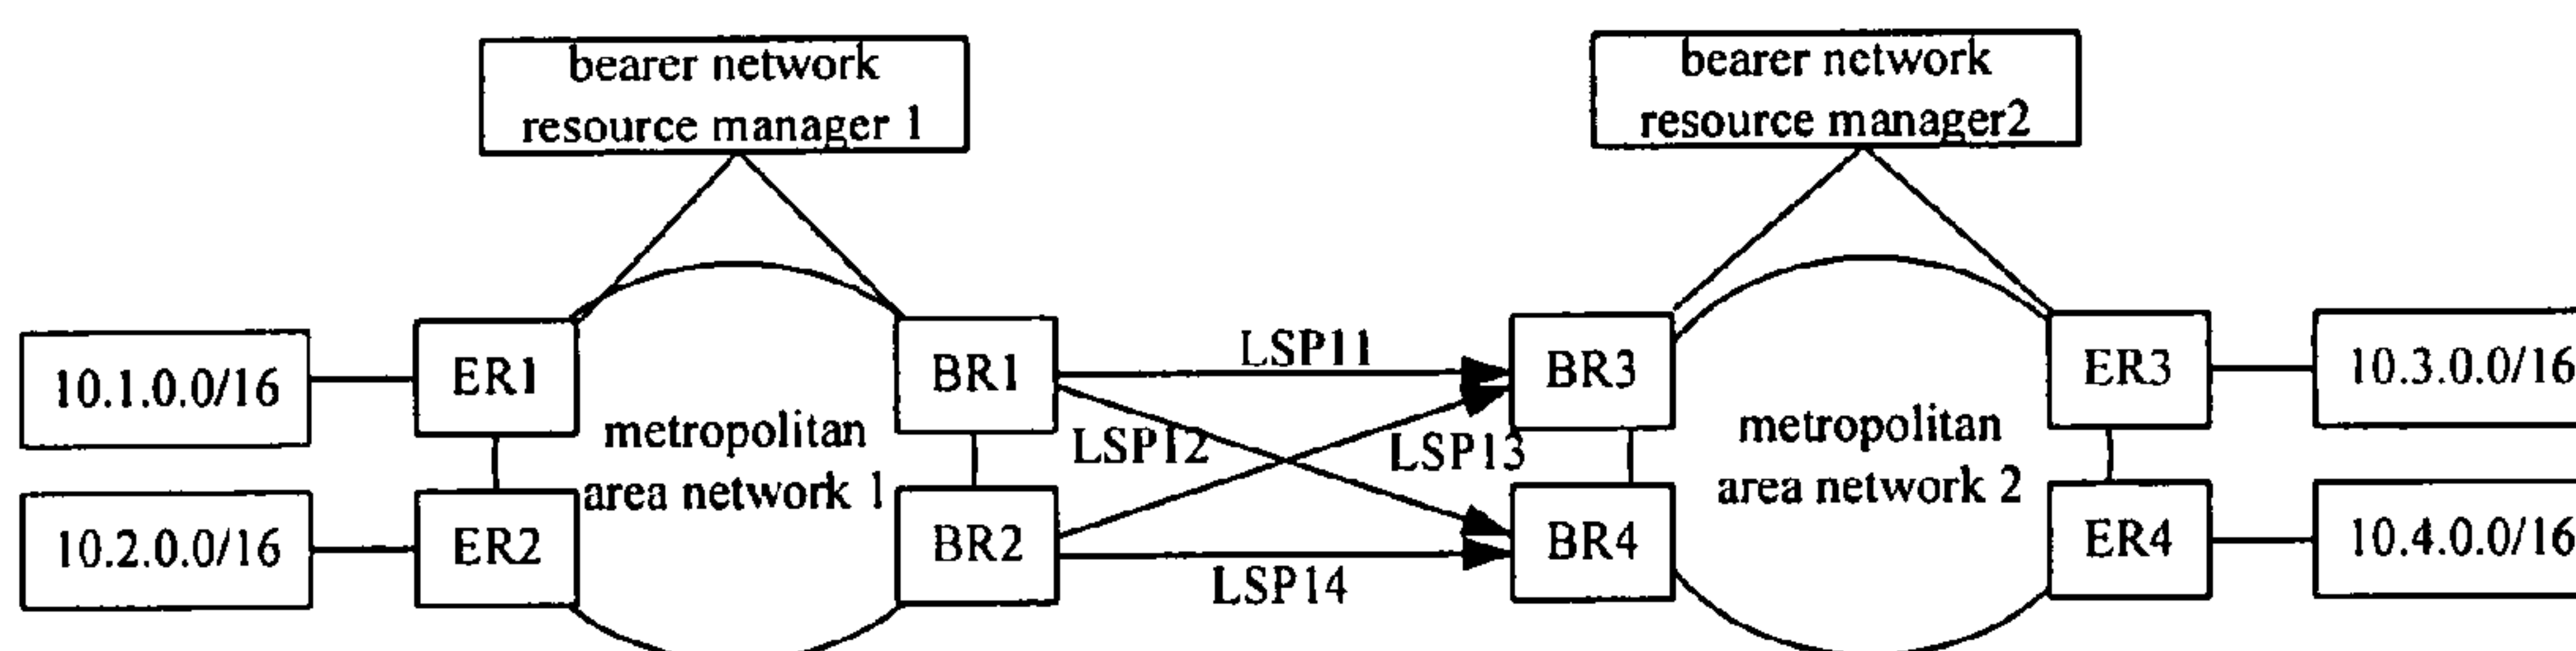 bearer network
resource manager 1
bearer network
resource manager2
10.1.0.0/16
ER1
BR1
LSP11
BR3
ER3
10.3.0.0/16
metropolitan
area network 1
LSP12
LSP13
metropolitan
area network 2
10.2.0.0/16
ER2
BR2
LSP14
BR4
ER4
10.4.0.0/16